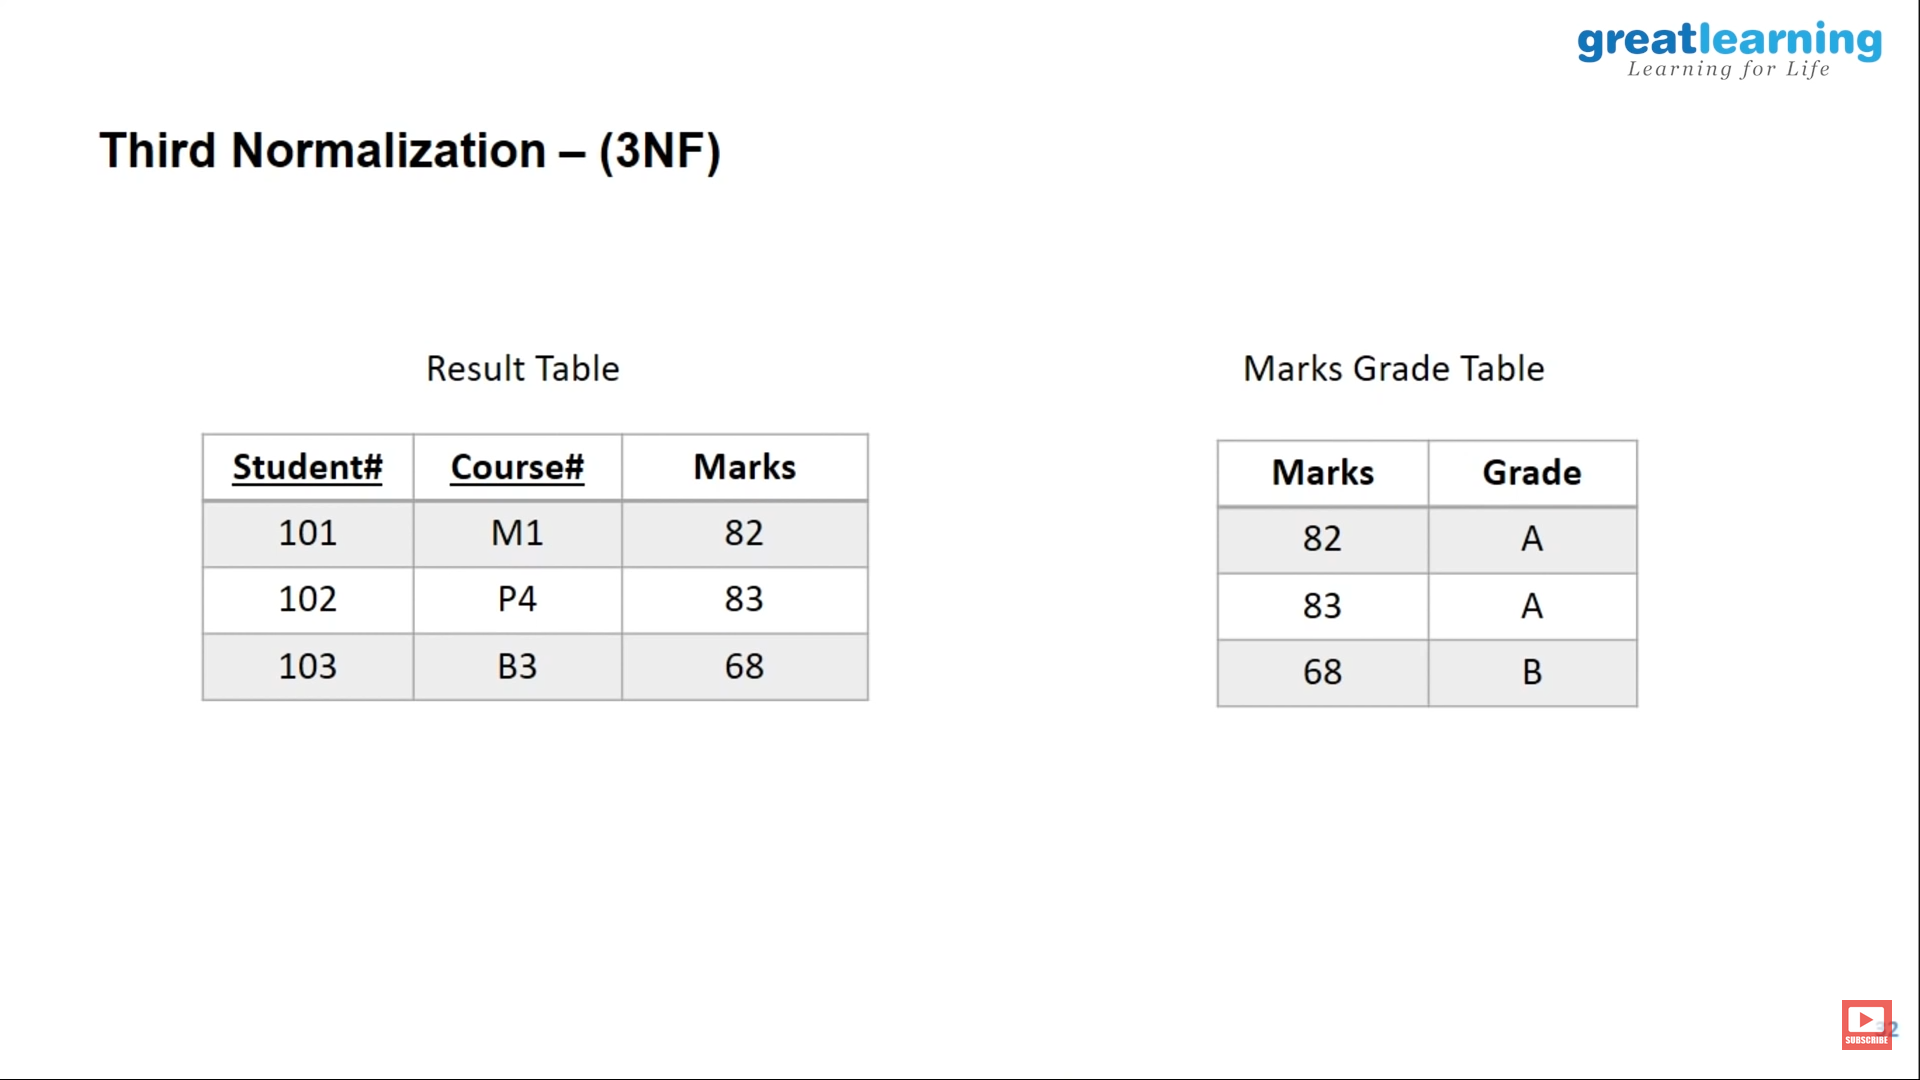 greatlearning
Learning for Life
Third Normalization – (3NF)
Result Table
Student# Course# Marks
101 M1 82
102 P4 83
103 B3 68
Marks Grade Table
Marks Grade
82 A
83 A
68 B
SUBSCRIBE
32